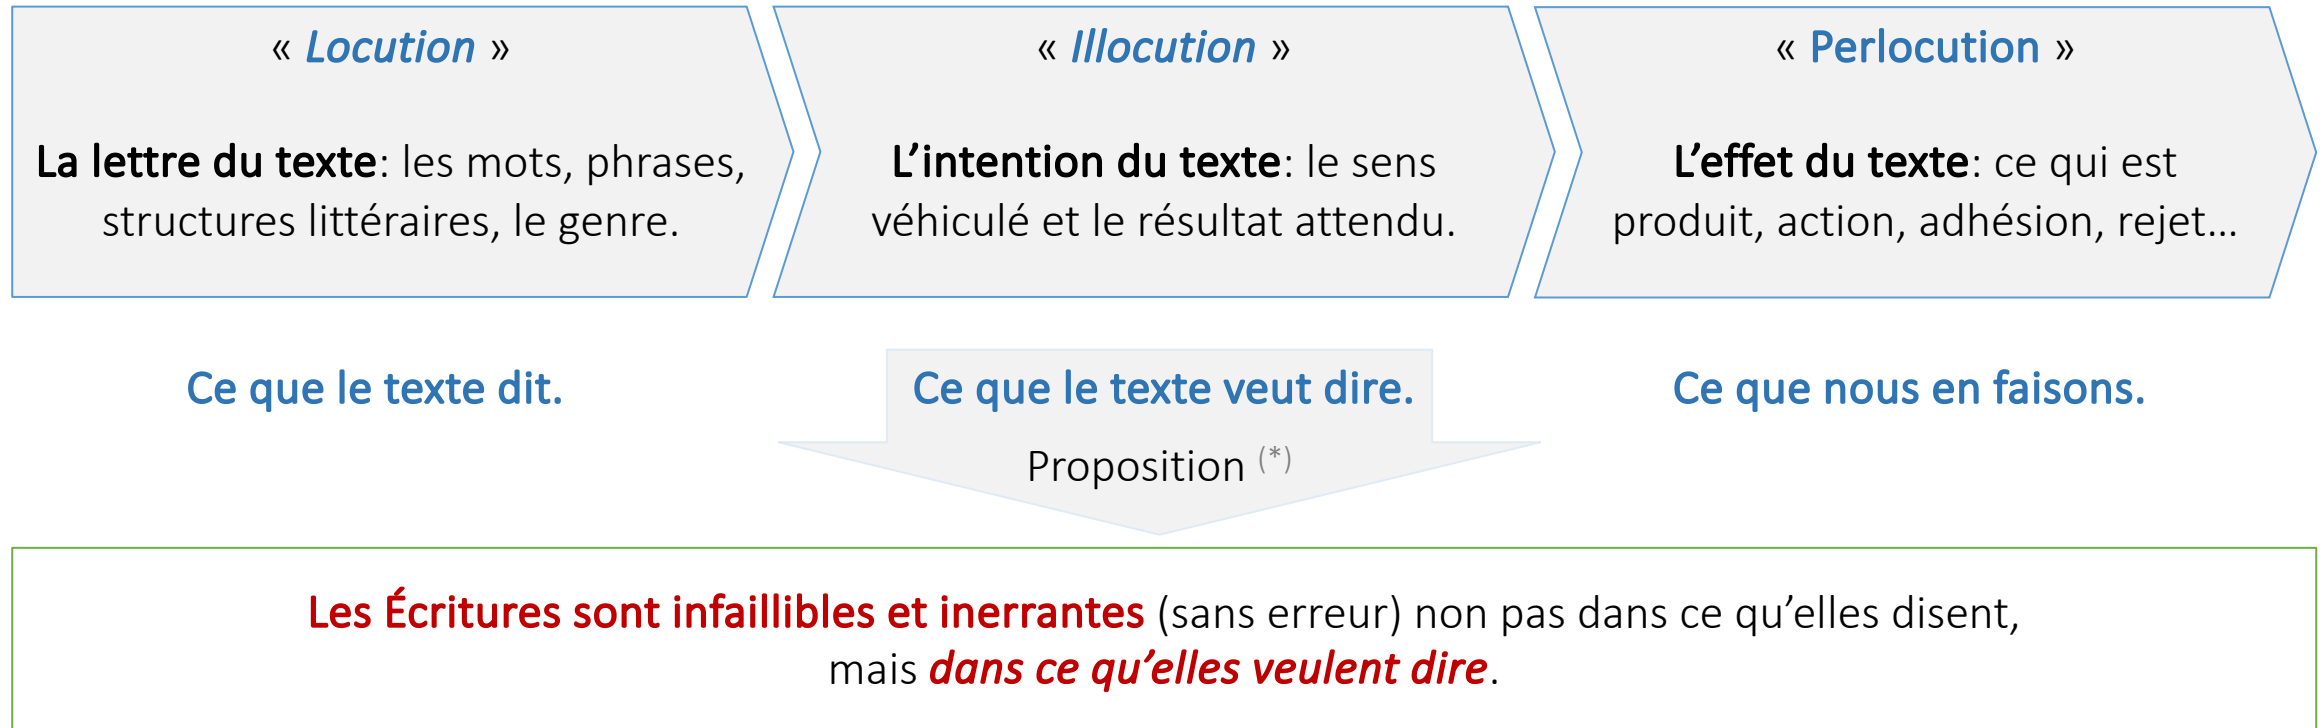 « Locution »
La lettre du texte: les mots, phrases,
structures littéraires, le genre.
« Illocution »
L’intention du texte: le sens
véhiculé et le résultat attendu.
« Perlocution »
L’effet du texte: ce qui est
produit, action, adhésion, rejet…
Ce que le texte dit.
Ce que le texte veut dire.
Proposition (*)
Ce que nous en faisons.
Les Écritures sont infaillibles et inerrantes (sans erreur) non pas dans ce qu’elles disent,
mais dans ce qu’elles veulent dire.